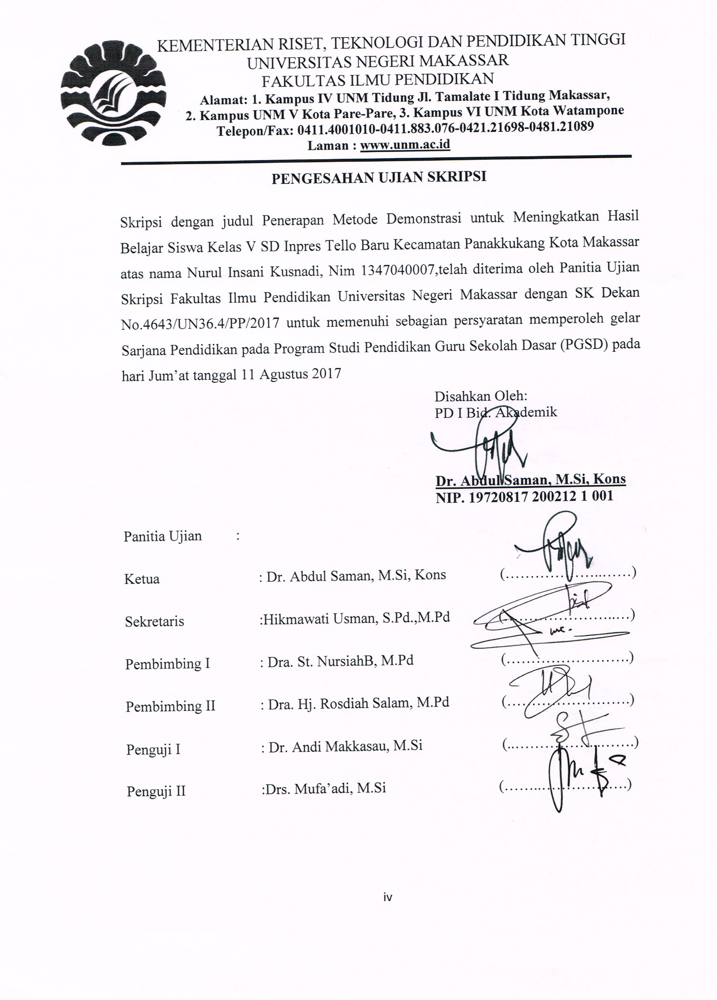 KEMENTERIAN RISET, TEKNOLOGI DAN PENDIDIKAN TINGGI
UNIVERSITAS NEGERI MAKASSAR
FAKULTAS ILMU PENDIDIKAN
Alamat: 1. Kampus IV UNM Tidung Jl. Tamalate I Tidung Makassar,
2. Kampus UNM V Kota Pare-Pare, 3. Kampus VI UNM Kota Watampone
Telepon/Fax: 0411.4001010-0411.883.076-0421.21698-0481.21089
Laman : www.unm.ac.id
PENGESAHAN UJIAN SKRIPSI
Skripsi dengan judul Penerapan Metode Demonstrasi untuk Meningkatkan Hasil
Belajar Siswa Kelas V SD Inpres Tello Baru Kecamatan Panakkukang Kota Makassar
atas nama Nurul Insani Kusnadi, Nim 1347040007,telah diterima oleh Panitia Ujian
Skripsi Fakultas Ilmu Pendidikan Universitas Negeri Makassar dengan SK Dekan
No.4643/UN36.4/PP/2017 untuk memenuhi sebagian persyaratan memperoleh gelar
Sarjana Pendidikan pada Program Studi Pendidikan Guru Sekolah Dasar (PGSD) pada
hari Jum’at tanggal 11 Agustus 2017
Disahkan Oleh:
PD I Bid. Akademik
Dr. Abdul Saman, M.Si, Kons
NIP. 19720817 200212 1 001
Panitia Ujian :
Ketua : Dr. Abdul Saman, M.Si, Kons (............................)
Sekretaris :Hikmawati Usman, S.Pd.,M.Pd (............................)
Pembimbing I : Dra. St. NursiahB, M.Pd (............................)
Pembimbing II : Dra. Hj. Rosdiah Salam, M.Pd (............................)
Penguji I : Dr. Andi Makkasau, M.Si (............................)
Penguji II :Drs. Mufa’adi, M.Si (............................)
iv